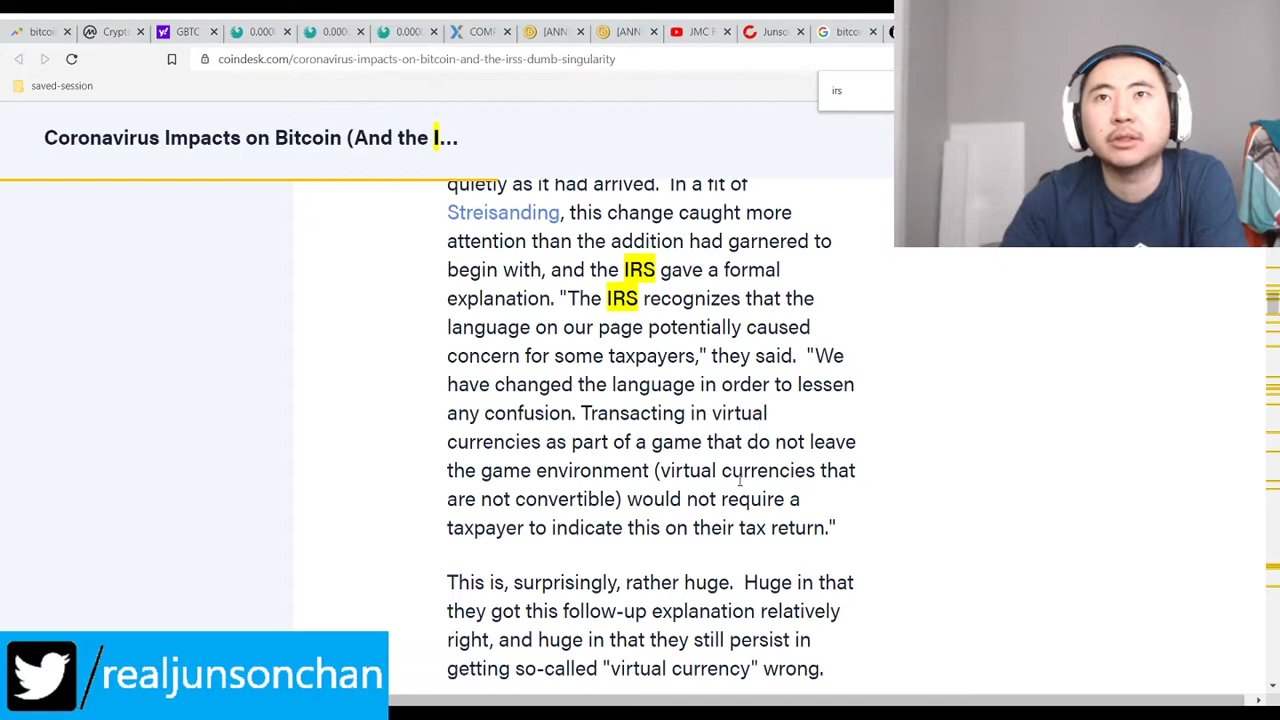 bitcoi
Crypt
GBTC
0.000
0.000
0.000
COMF
[ANN
[ANN
JMC F
Junso
bitco
coindesk.com/coronavirus-impacts-on-bitcoin-and-the-irss-dumb-singularity
saved-session
irs
Coronavirus Impacts on Bitcoin (And the I...
quietly as it had arrived. In a fit of
Streisanding, this change caught more
attention than the addition had garnered to
begin with, and the IRS gave a formal
explanation. "The IRS recognizes that the
language on our page potentially caused
concern for some taxpayers," they said. "We
have changed the language in order to lessen
any confusion. Transacting in virtual
currencies as part of a game that do not leave
the game environment (virtual currencies that
are not convertible) would not require a
taxpayer to indicate this on their tax return."
This is, surprisingly, rather huge. Huge in that
they got this follow-up explanation relatively
right, and huge in that they still persist in
getting so-called "virtual currency" wrong.
/realjunsonchan